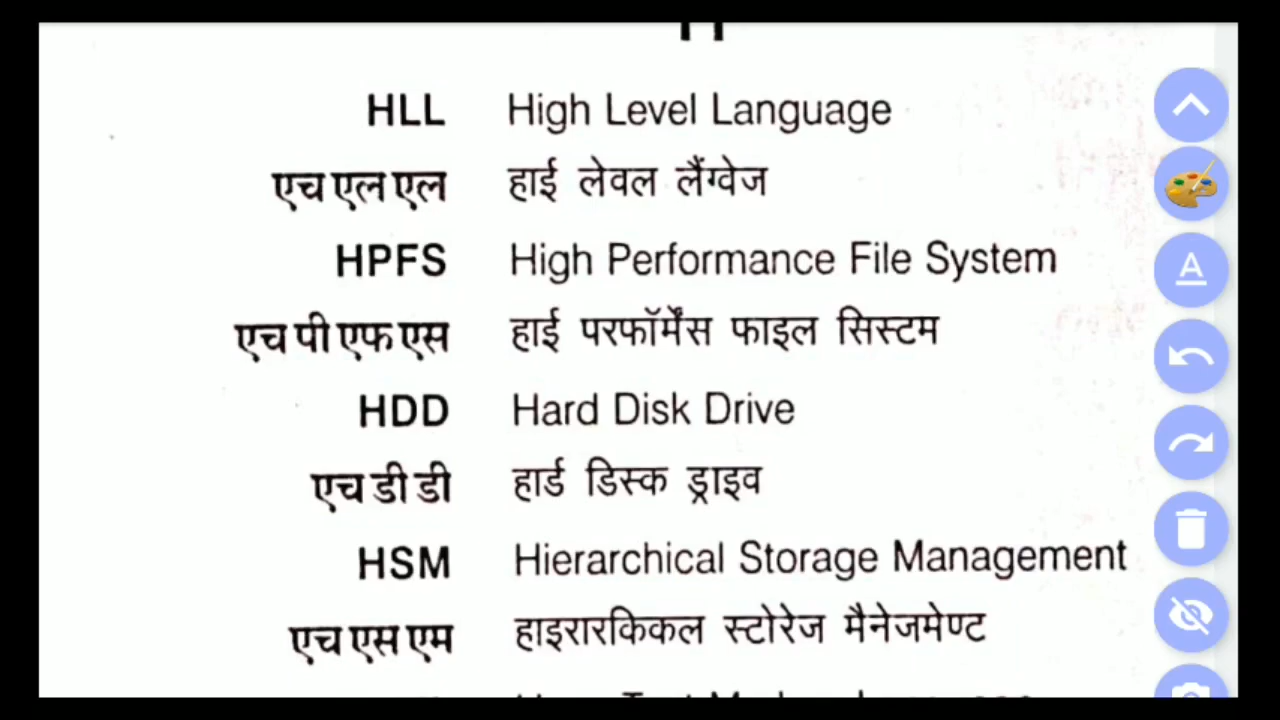 H
HLL High Level Language
एच एल एल हाई लेवल लैंग्वेज
HPFS High Performance File System
एच पी एफ एस हाई परफॉर्मेंस फाइल सिस्टम
HDD Hard Disk Drive
एच डी डी हार्ड डिस्क ड्राइव
HSM Hierarchical Storage Management
एच एस एम हाइरारकिकल स्टोरेज मैनेजमेण्ट
A